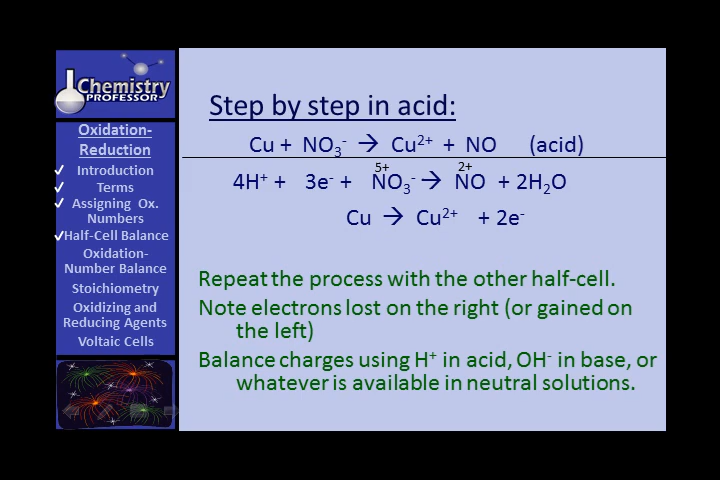 Chemistry
PROFESSOR
Oxidation-
Reduction
✓ Introduction
✓ Terms
✓ Assigning Ox.
Numbers
✓Half-Cell Balance
Oxidation-
Number Balance
Stoichiometry
Oxidizing and
Reducing Agents
Voltaic Cells
Step by step in acid:
Cu + NO₃⁻ → Cu²⁺ + NO (acid)
5+ 2+
4H⁺ + 3e⁻ + NO₃⁻ → NO + 2H₂O
Cu → Cu²⁺ + 2e⁻
Repeat the process with the other half-cell.
Note electrons lost on the right (or gained on
the left)
Balance charges using H⁺ in acid, OH⁻ in base, or
whatever is available in neutral solutions.